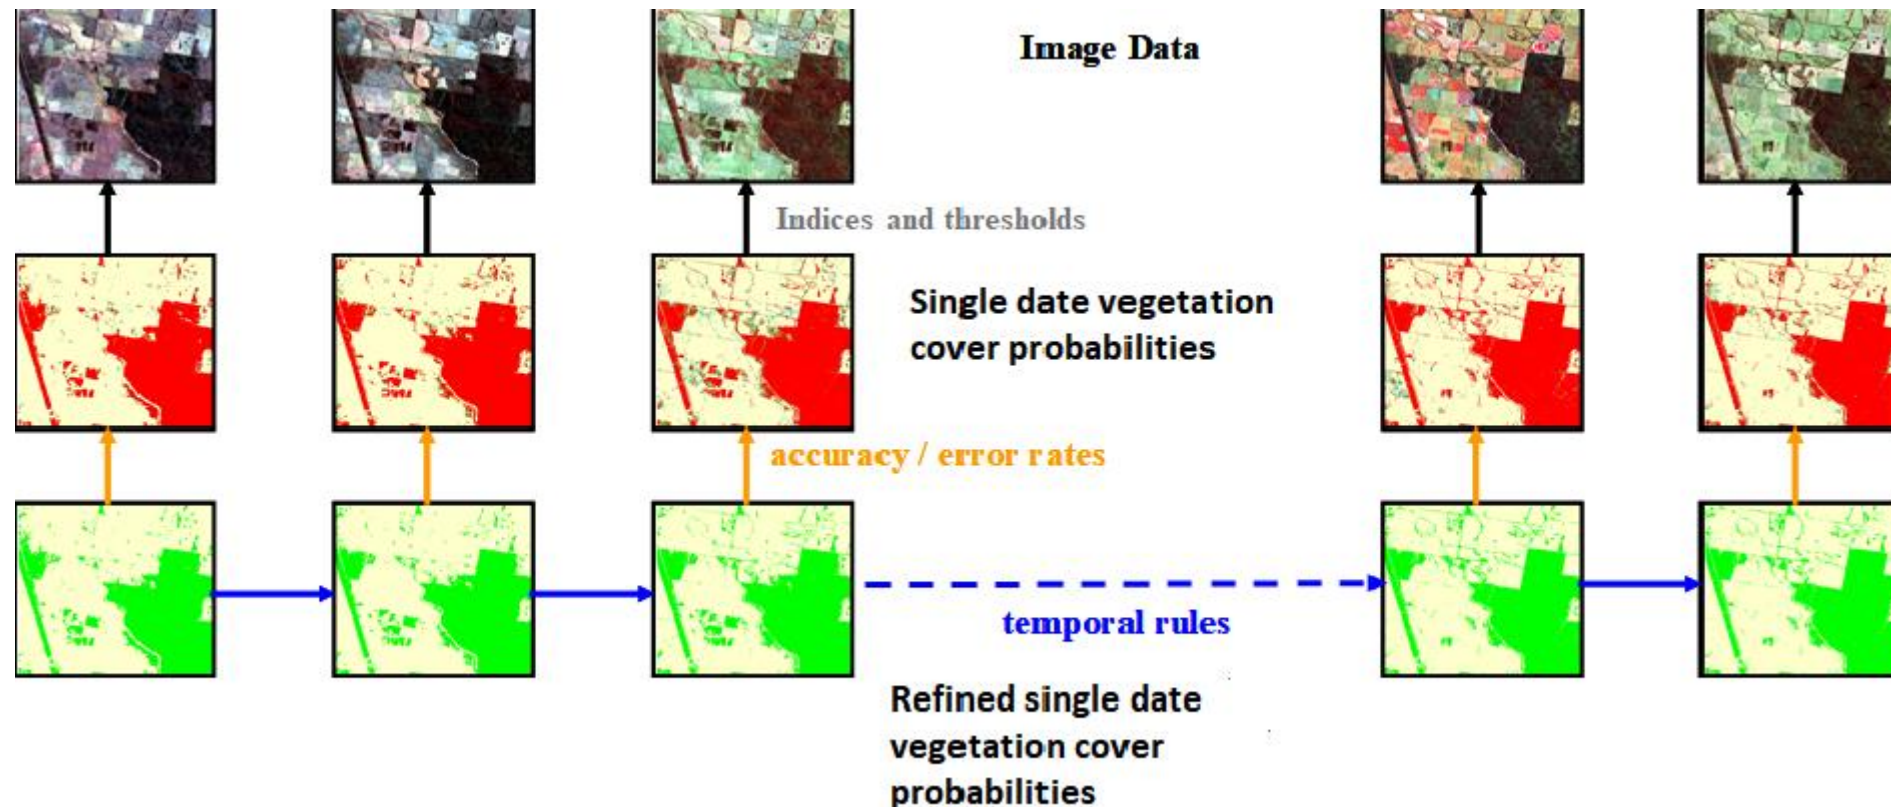 Image Data
Indices and thresholds
Single date vegetation
cover probabilities
accuracy / error rates
temporal rules
Refined single date
vegetation cover
probabilities